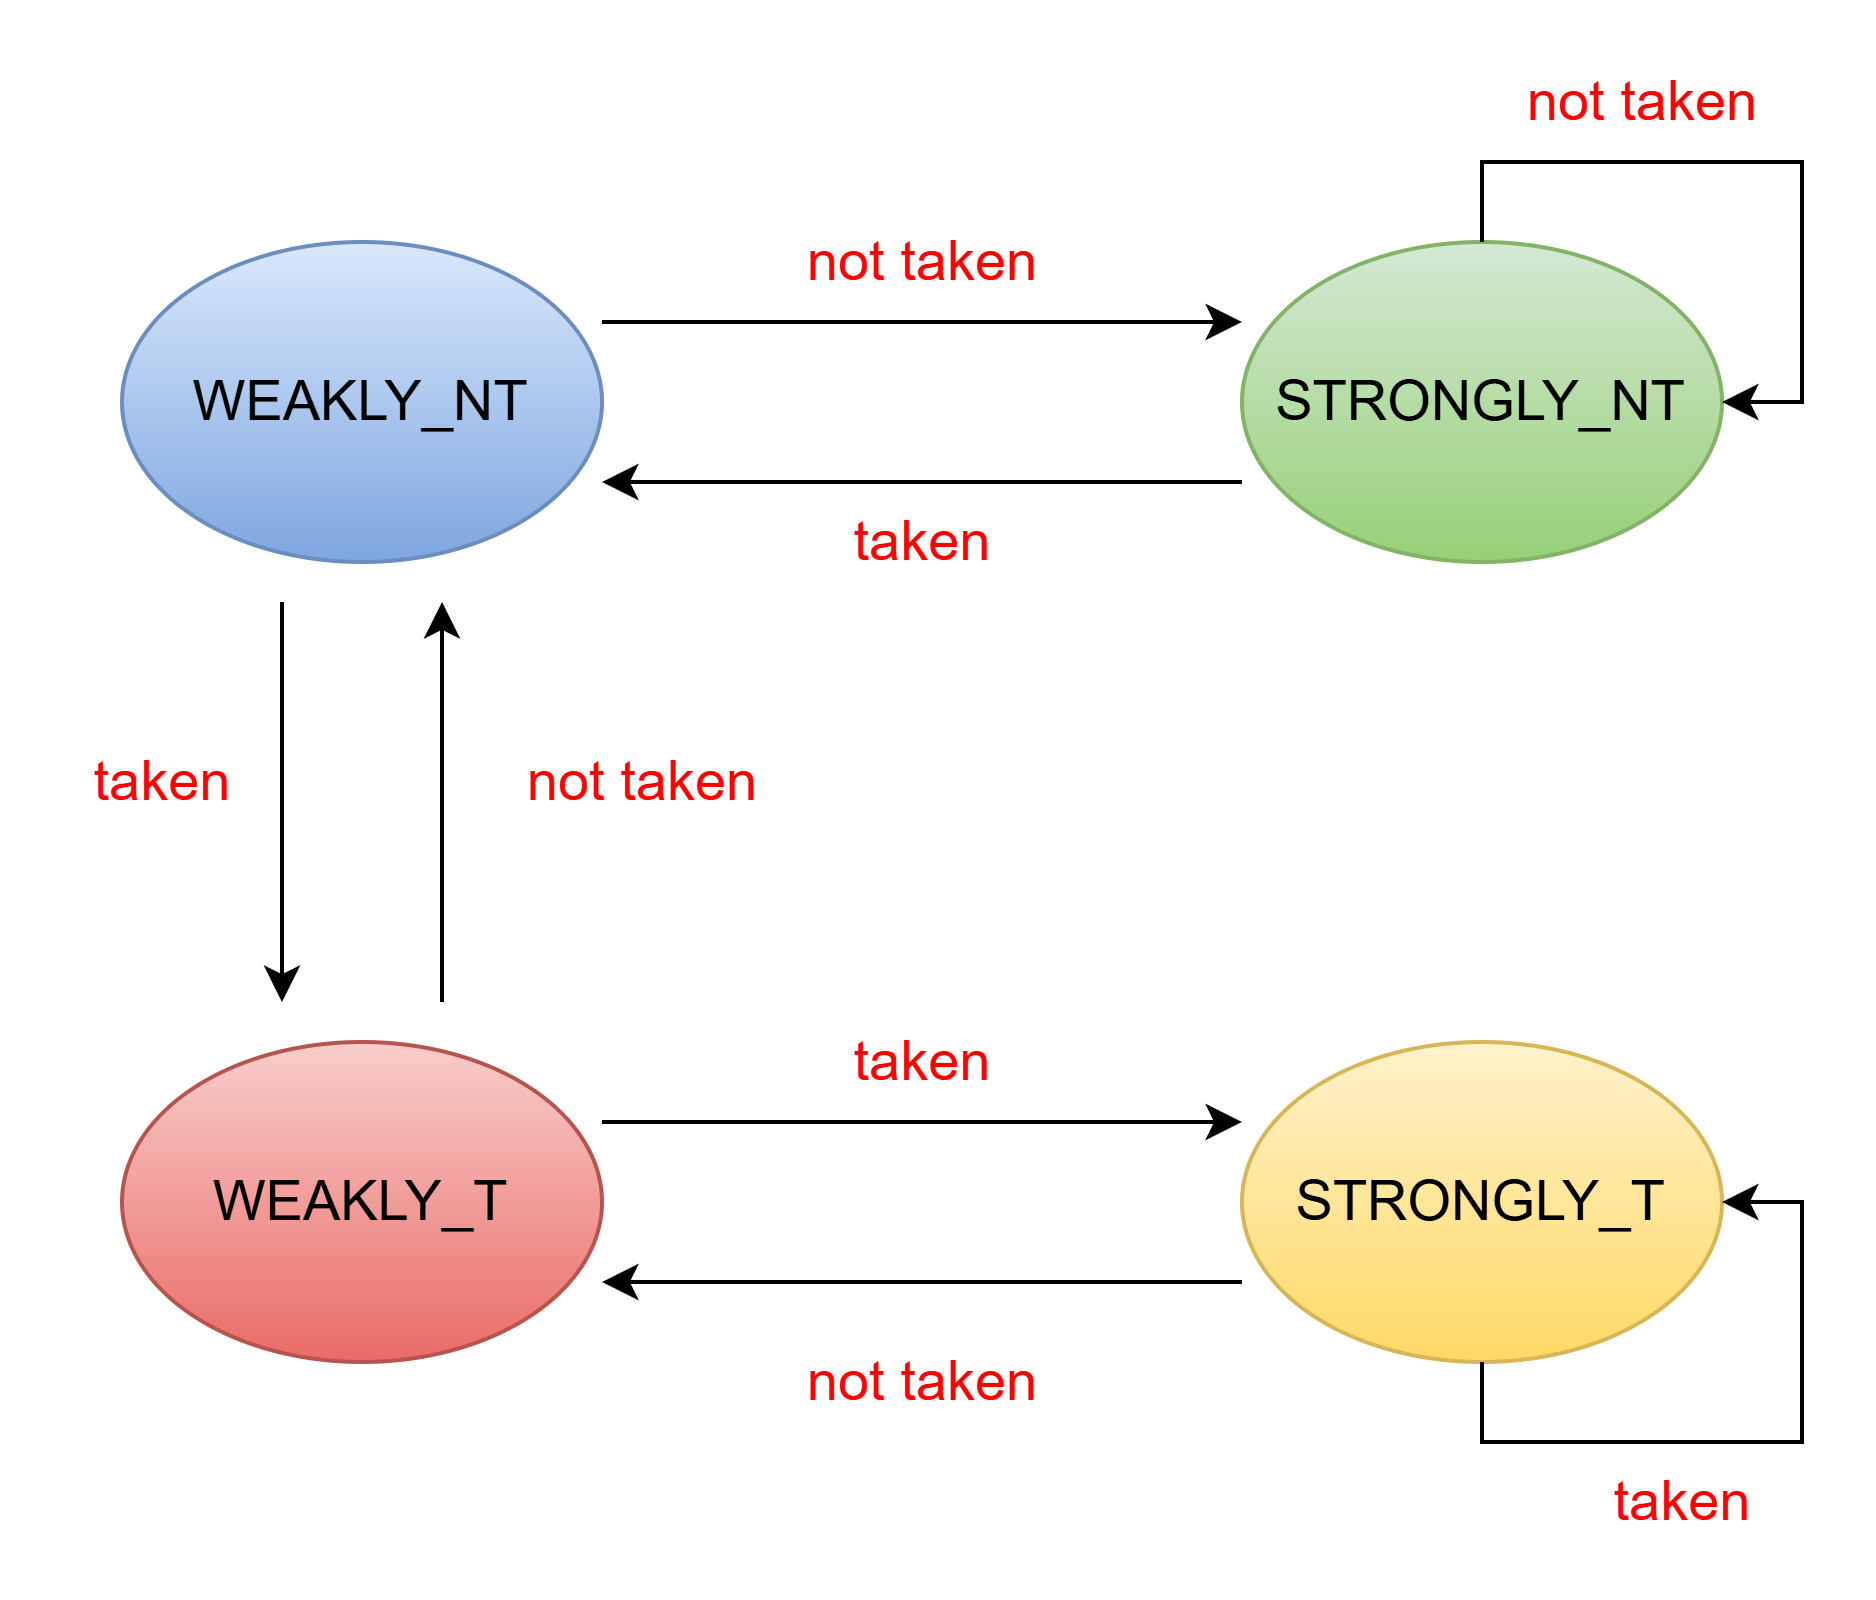 not taken
not taken
WEAKLY_NT
STRONGLY_NT
taken
taken
not taken
taken
WEAKLY_T
STRONGLY_T
not taken
taken